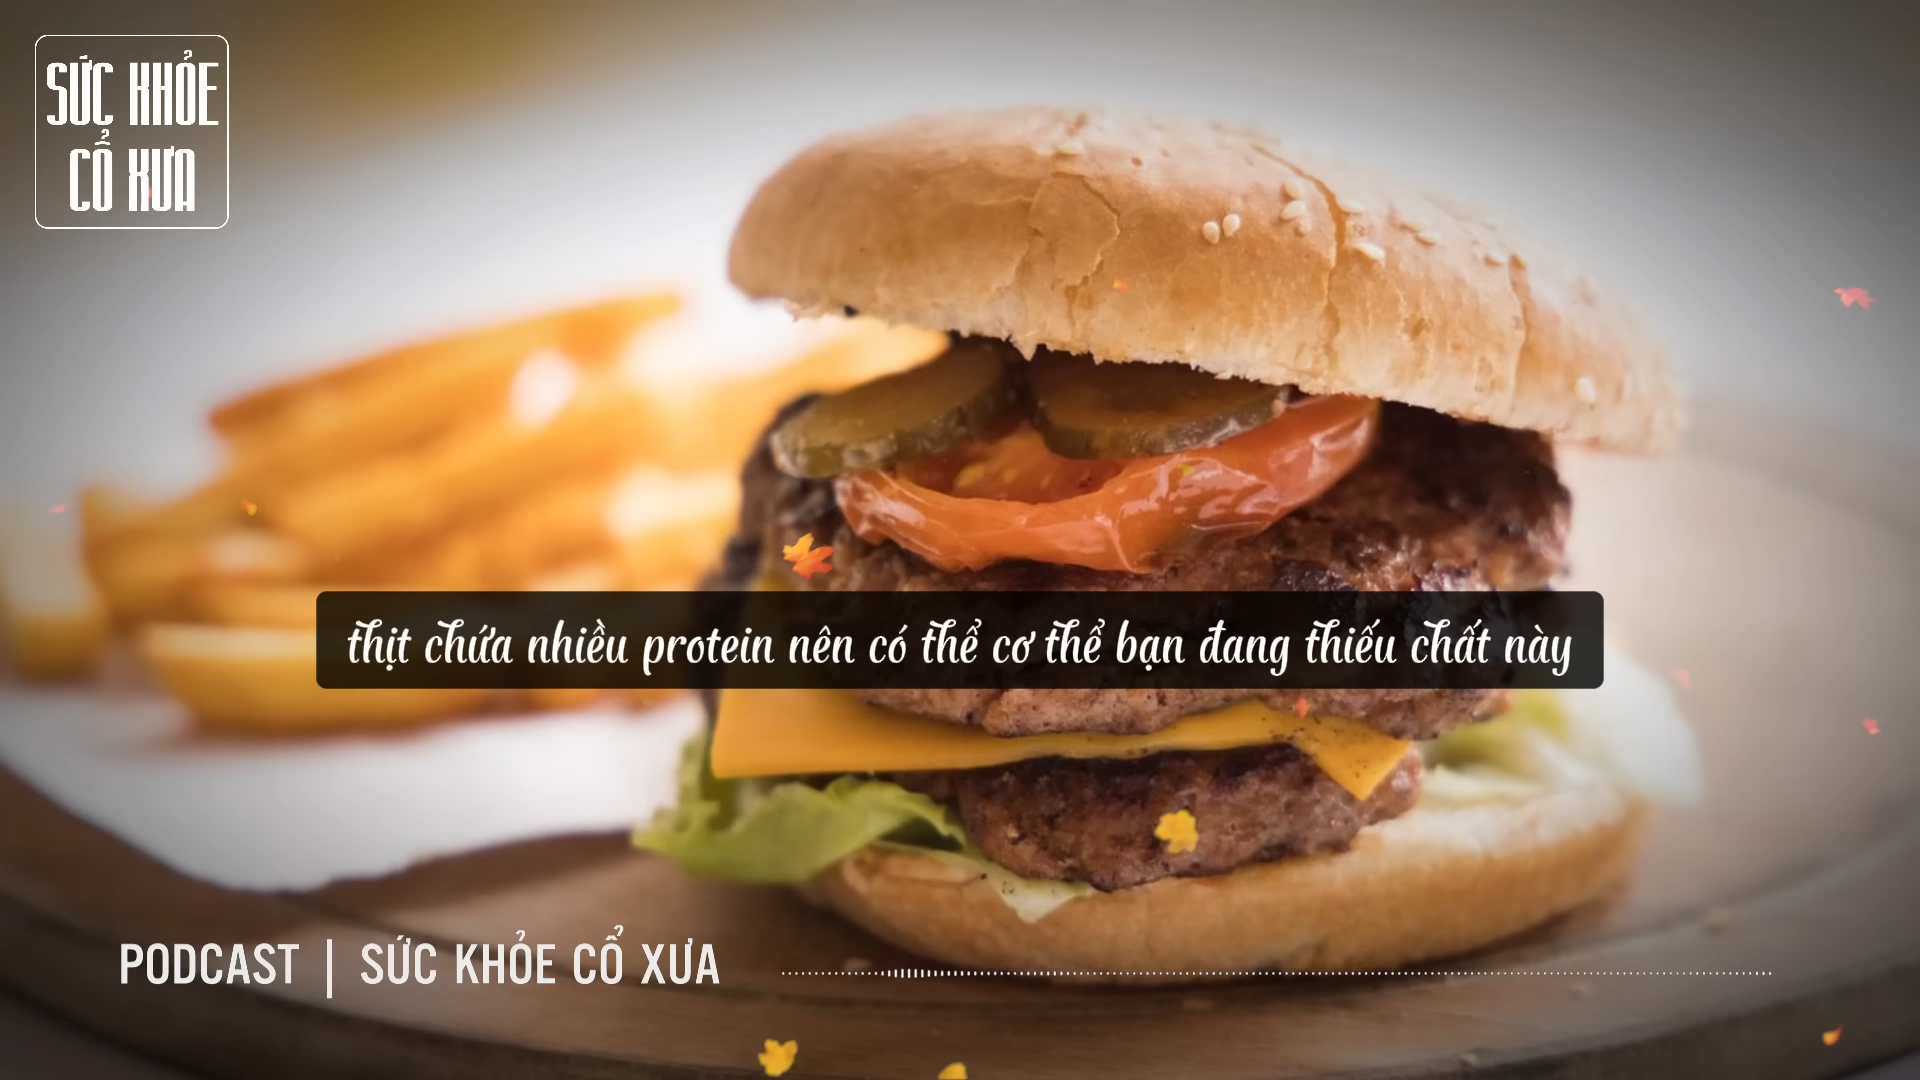 SỨC KHỎE
CỔ XƯA
thịt chứa nhiều protein nên có thể cơ thể bạn đang thiếu chất này
PODCAST | SỨC KHỎE CỔ XƯA